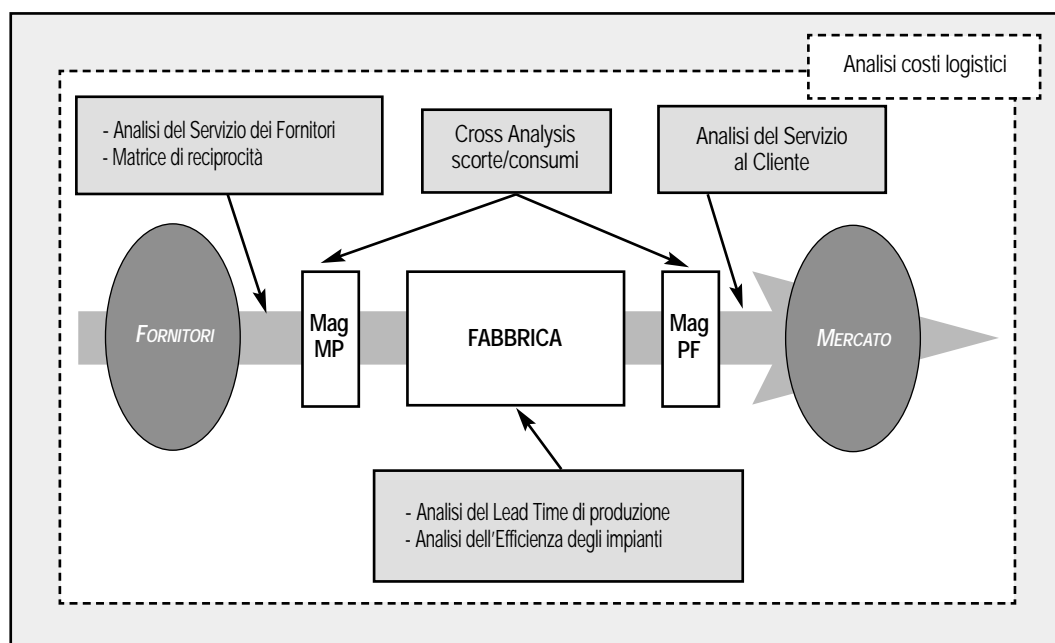 Analisi costi logistici
- Analisi del Servizio dei Fornitori
- Matrice di reciprocità
Cross Analysis
scorte/consumi
Analisi del Servizio
al Cliente
FORNITORI
Mag
MP
FABBRICA
Mag
PF
MERCATO
- Analisi del Lead Time di produzione
- Analisi dell'Efficienza degli impianti